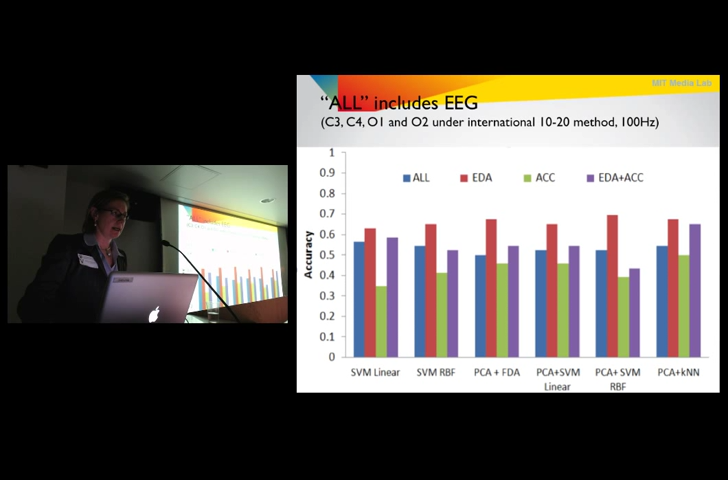 MIT Media Lab
“ALL” includes EEG
(C3, C4, O1 and O2 under international 10-20 method, 100Hz)
ALL EDA ACC EDA+ACC
Accuracy
1
0.9
0.8
0.7
0.6
0.5
0.4
0.3
0.2
0.1
0
SVM Linear SVM RBF PCA + FDA PCA+SVM Linear PCA+ SVM RBF PCA+kNN